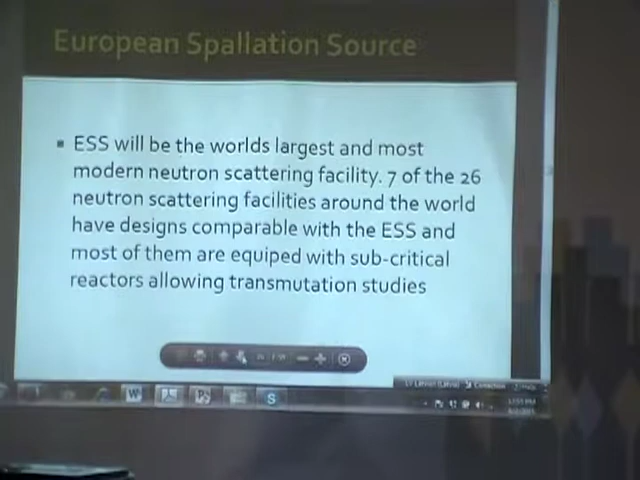 European Spallation Source
ESS will be the worlds largest and most
modern neutron scattering facility. 7 of the 26
neutron scattering facilities around the world
have designs comparable with the ESS and
most of them are equiped with sub-critical
reactors allowing transmutation studies
W
Ps
S